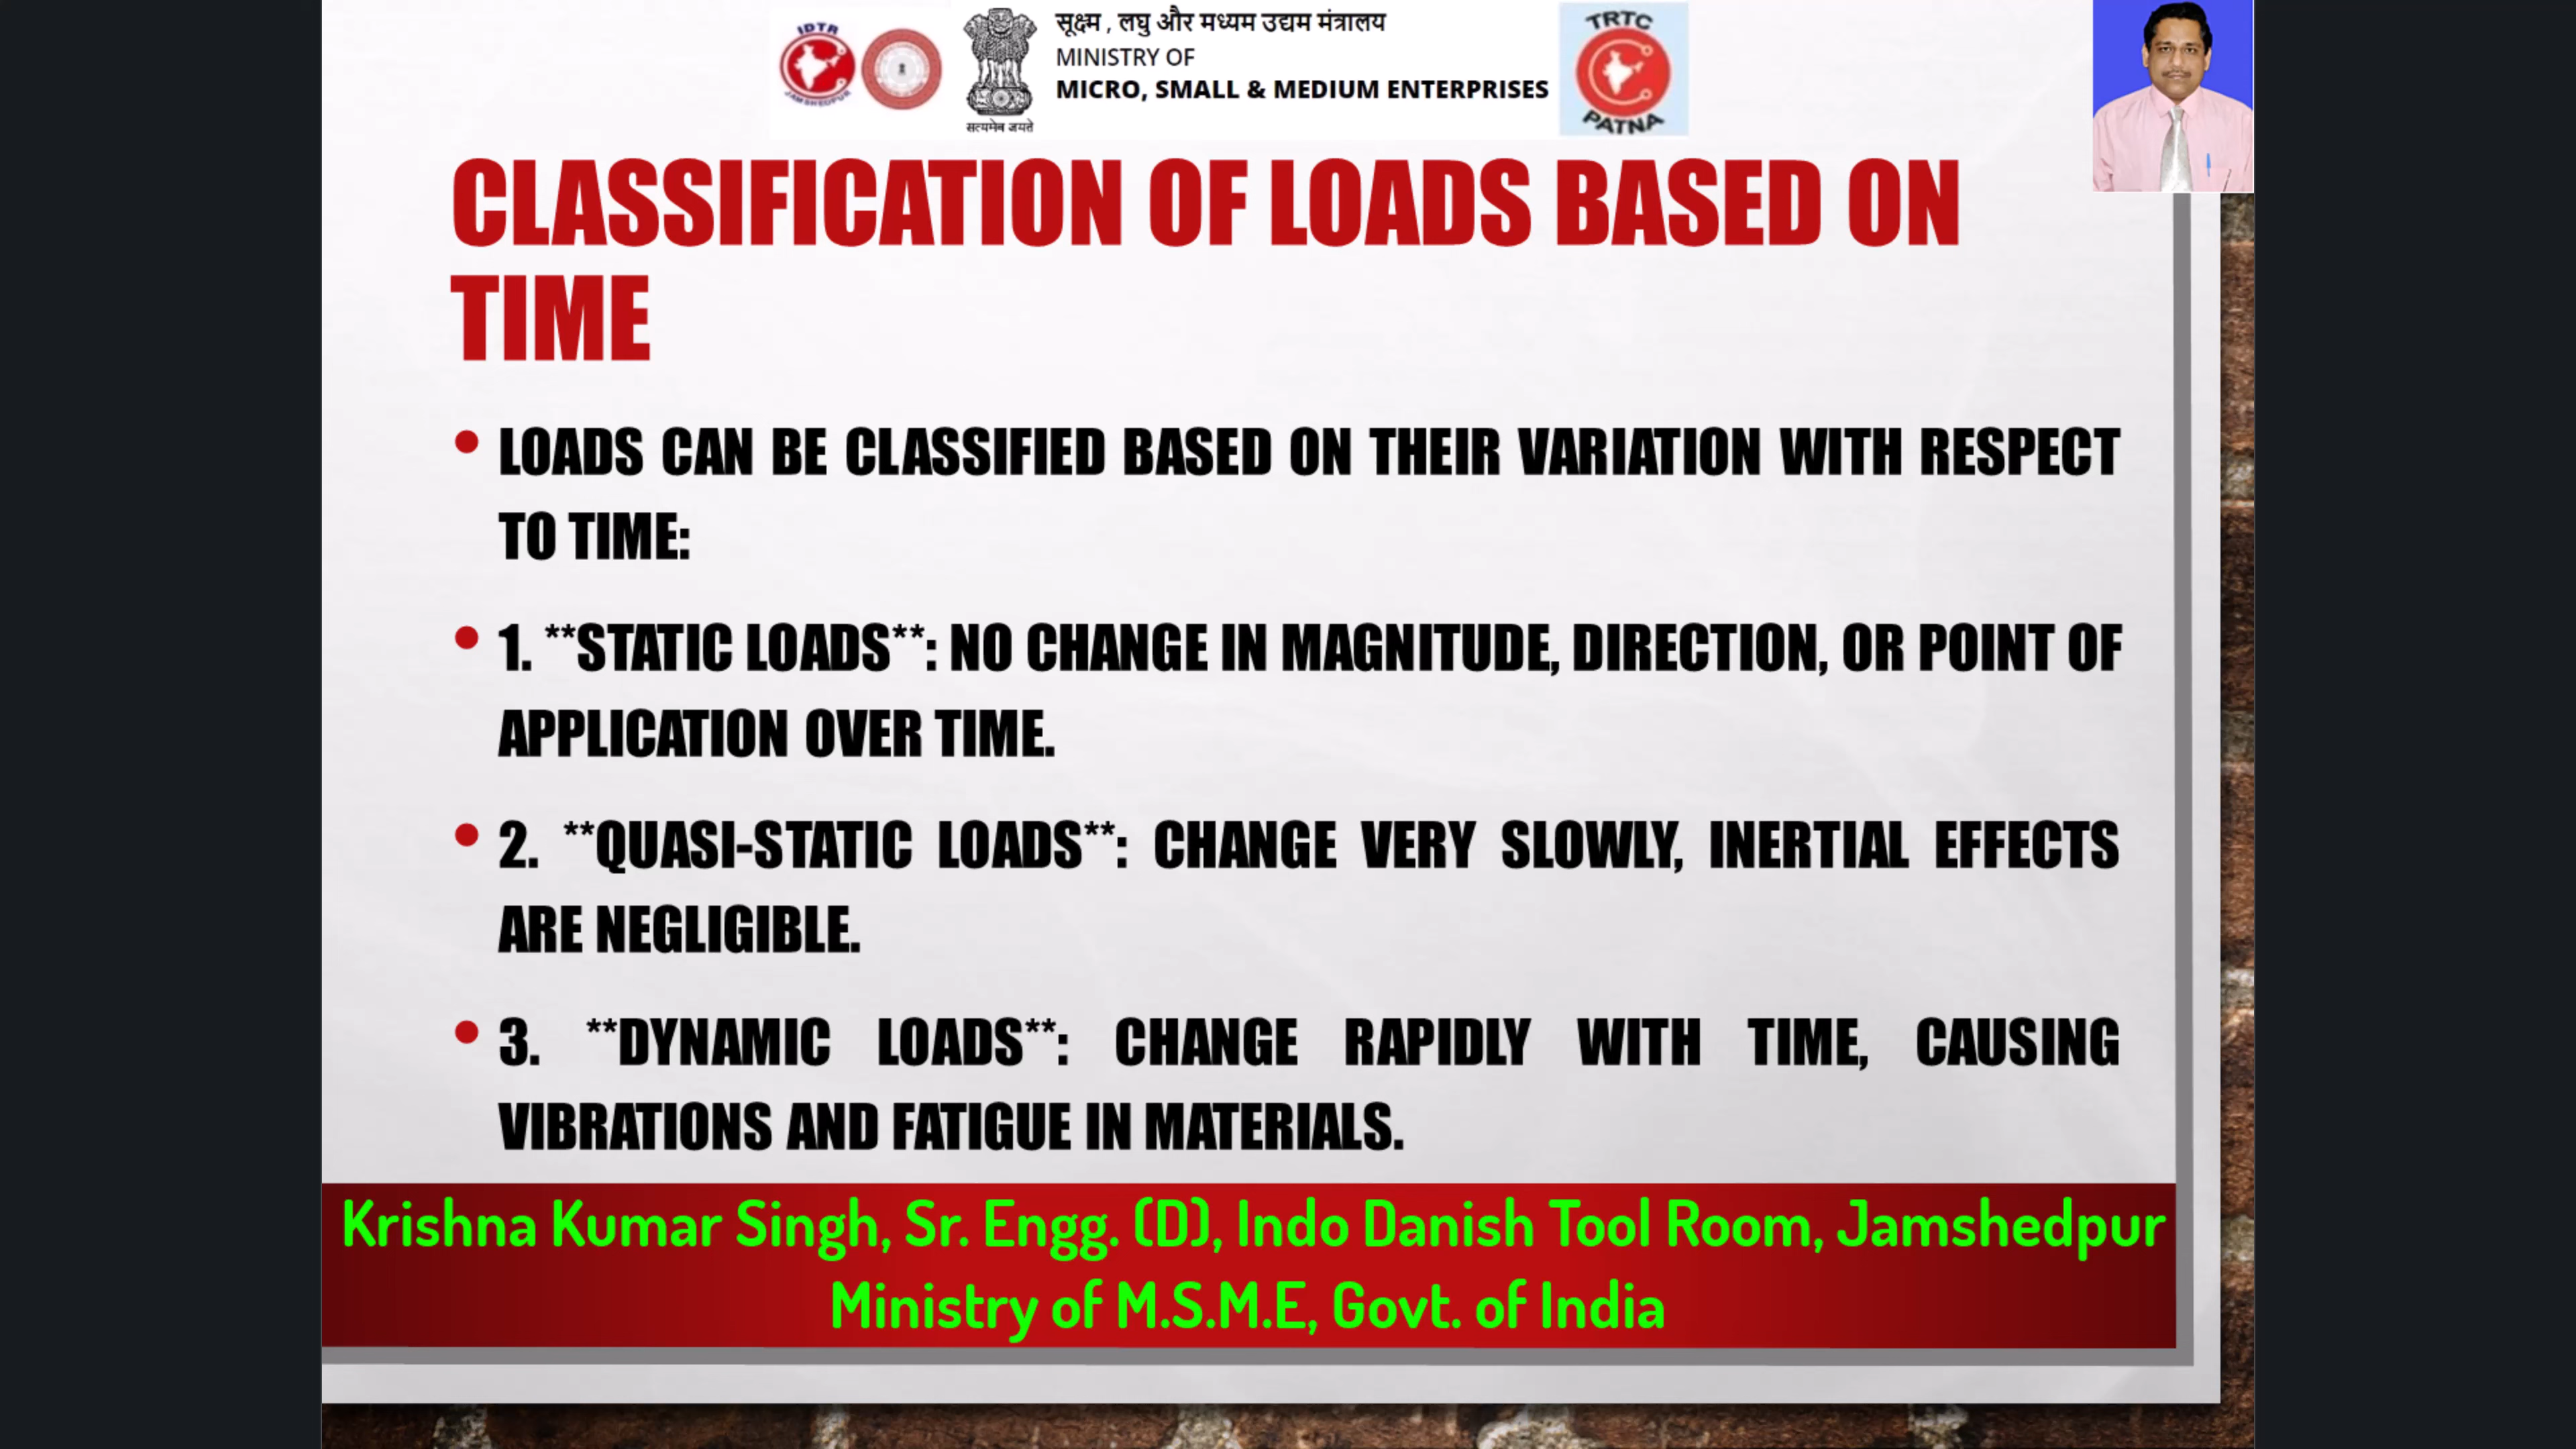 IDTR
JAMSHEDPUR
सत्यमेव जयते
सूक्ष्म , लघु और मध्यम उद्यम मंत्रालय
MINISTRY OF
MICRO, SMALL & MEDIUM ENTERPRISES
TRTC
PATNA
CLASSIFICATION OF LOADS BASED ON
TIME
• LOADS CAN BE CLASSIFIED BASED ON THEIR VARIATION WITH RESPECT
TO TIME:
• 1. **STATIC LOADS**: NO CHANGE IN MAGNITUDE, DIRECTION, OR POINT OF
APPLICATION OVER TIME.
• 2. **QUASI-STATIC LOADS**: CHANGE VERY SLOWLY, INERTIAL EFFECTS
ARE NEGLIGIBLE.
• 3. **DYNAMIC LOADS**: CHANGE RAPIDLY WITH TIME, CAUSING
VIBRATIONS AND FATIGUE IN MATERIALS.
Krishna Kumar Singh, Sr. Engg. (D), Indo Danish Tool Room, Jamshedpur
Ministry of M.S.M.E, Govt. of India